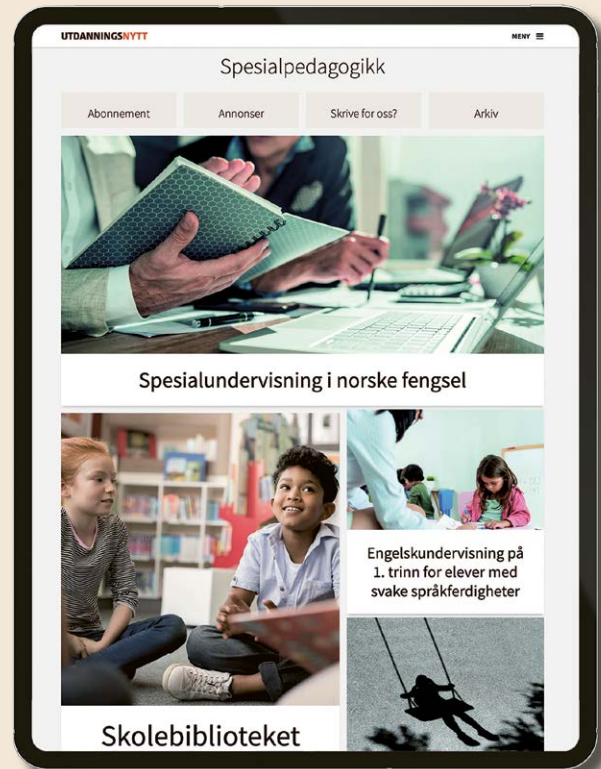 UTDANNINGSNYTT
MENY
Spesialpedagogikk
Abonnement
Annonser
Skrive for oss?
Arkiv
Spesialundervisning i norske fengsel
Engelskundervisning på
1. trinn for elever med
svake språkferdigheter
Skolebiblioteket